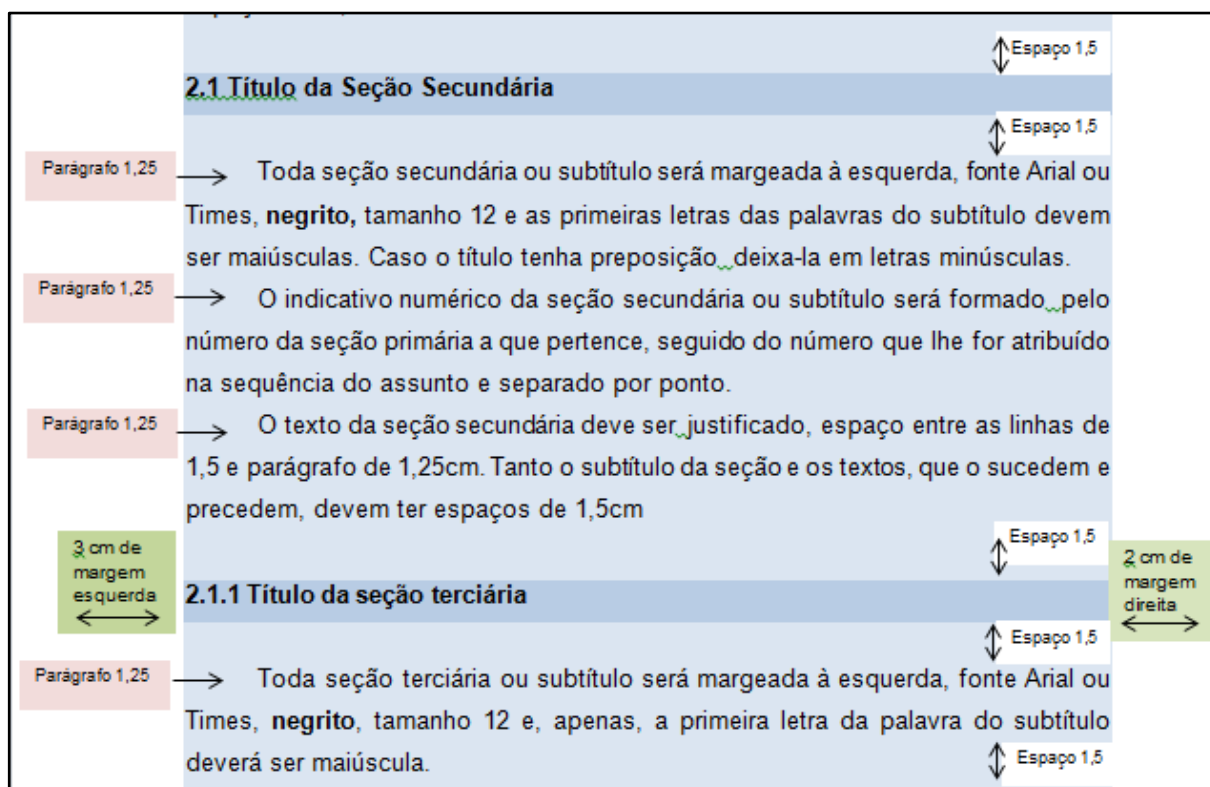 Espaço 1,5
2.1 Título da Seção Secundária
Espaço 1,5
Parágrafo 1,25
Toda seção secundária ou subtítulo será margeada à esquerda, fonte Arial ou
Times, negrito, tamanho 12 e as primeiras letras das palavras do subtítulo devem
ser maiúsculas. Caso o título tenha preposição deixa-la em letras minúsculas.
Parágrafo 1,25
O indicativo numérico da seção secundária ou subtítulo será formado pelo
número da seção primária a que pertence, seguido do número que lhe for atribuído
na sequência do assunto e separado por ponto.
Parágrafo 1,25
O texto da seção secundária deve ser justificado, espaço entre as linhas de
1,5 e parágrafo de 1,25cm. Tanto o subtítulo da seção e os textos, que o sucedem e
precedem, devem ter espaços de 1,5cm
Espaço 1,5
3 cm de
margem
esquerda
2 cm de
margem
direita
2.1.1 Título da seção terciária
Espaço 1,5
Parágrafo 1,25
Toda seção terciária ou subtítulo será margeada à esquerda, fonte Arial ou
Times, negrito, tamanho 12 e, apenas, a primeira letra da palavra do subtítulo
deverá ser maiúscula.
Espaço 1,5